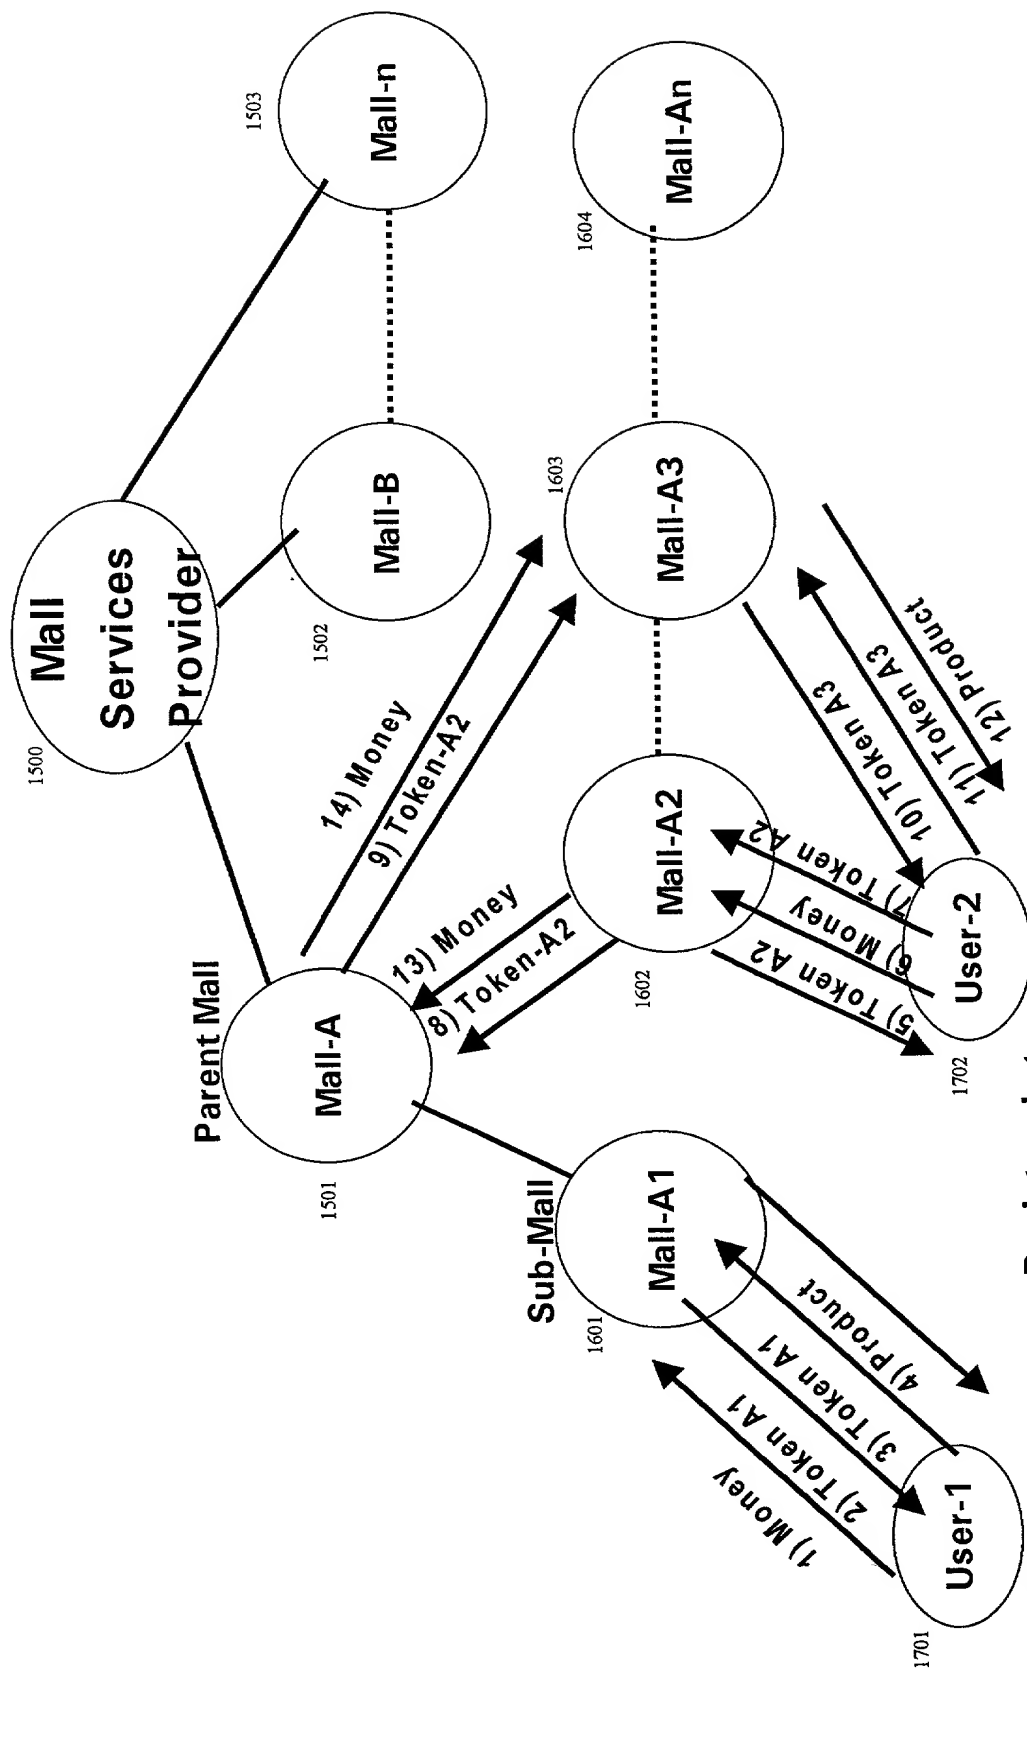 Mall
Services
Provider
1500
1503
Mall-n
1502
Mall-B
Parent Mall
Mall-A
1501
14) Money
9) Token-A2
13) Money
8) Token-A2
Sub-Mall
Mall-A1
1601
Mall-A2
1602
Mall-A3
1603
Mall-An
1604
1) Money
2) Token A1
3) Token A1
4) Product
5) Token A2
6) Money
7) Token A2
10) Token A3
11) Token A3
12) Product
User-1
1701
User-2
1702